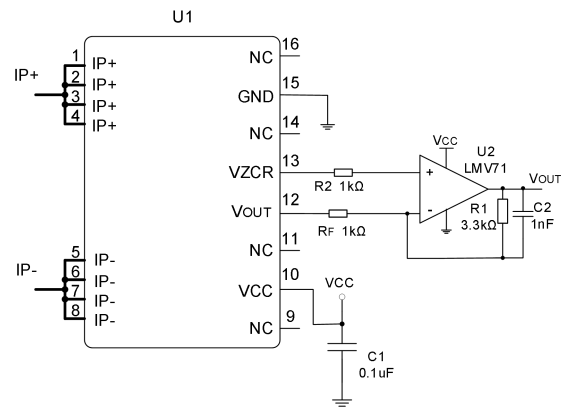 U1
IP+
1 IP+
2 IP+
3 IP+
4 IP+
IP-
5 IP-
6 IP-
7 IP-
8 IP-
NC 16
GND 15
NC 14
VZCR 13
VOUT 12
NC 11
VCC 10
NC 9
R2 1kΩ
RF 1kΩ
VCC
U2
LMV71
+
-
VOUT
R1
3.3kΩ
C2
1nF
VCC
C1
0.1uF